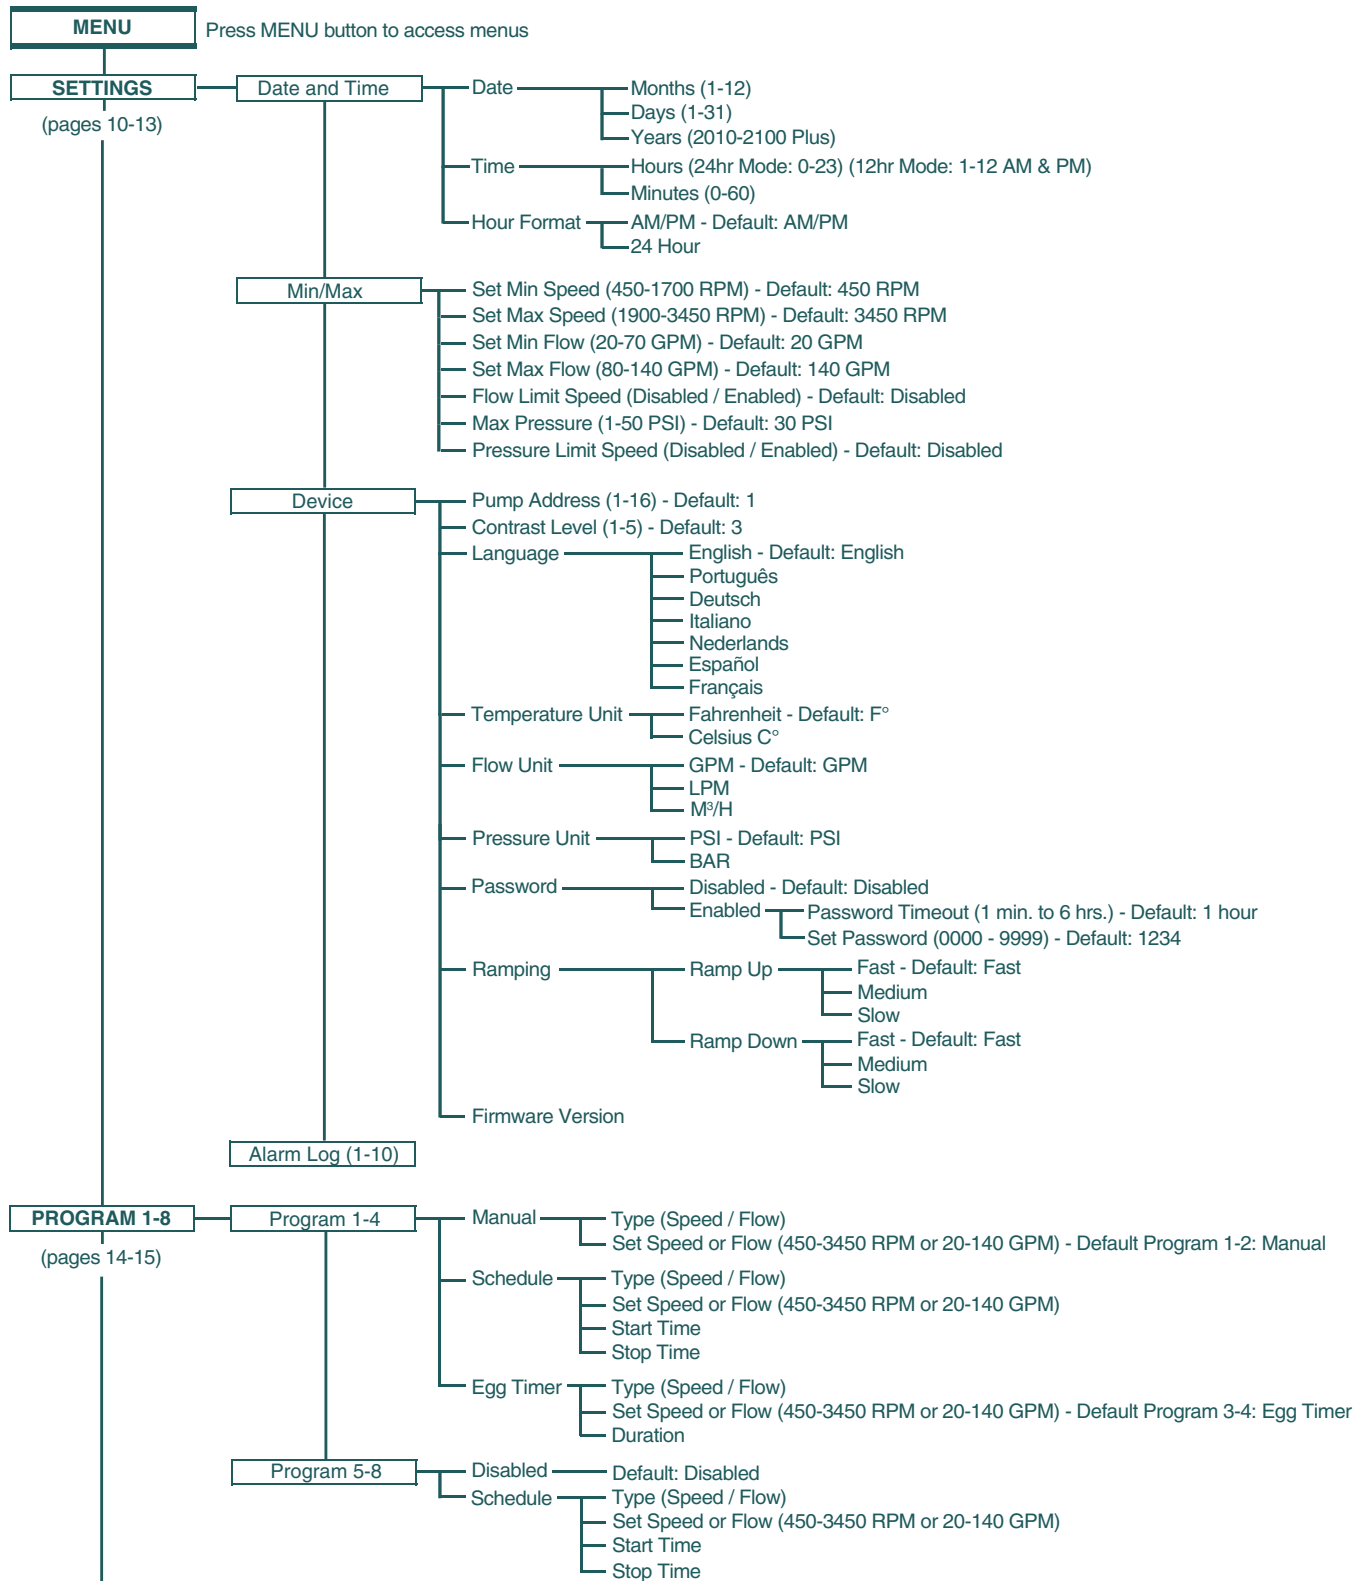 MENU
Press MENU button to access menus
SETTINGS
(pages 10-13)
Date and Time
Date
Months (1-12)
Days (1-31)
Years (2010-2100 Plus)
Time
Hours (24hr Mode: 0-23) (12hr Mode: 1-12 AM & PM)
Minutes (0-60)
Hour Format
AM/PM - Default: AM/PM
24 Hour
Min/Max
Set Min Speed (450-1700 RPM) - Default: 450 RPM
Set Max Speed (1900-3450 RPM) - Default: 3450 RPM
Set Min Flow (20-70 GPM) - Default: 20 GPM
Set Max Flow (80-140 GPM) - Default: 140 GPM
Flow Limit Speed (Disabled / Enabled) - Default: Disabled
Max Pressure (1-50 PSI) - Default: 30 PSI
Pressure Limit Speed (Disabled / Enabled) - Default: Disabled
Device
Pump Address (1-16) - Default: 1
Contrast Level (1-5) - Default: 3
Language
English - Default: English
Português
Deutsch
Italiano
Nederlands
Español
Français
Temperature Unit
Fahrenheit - Default: F°
Celsius C°
Flow Unit
GPM - Default: GPM
LPM
M³/H
Pressure Unit
PSI - Default: PSI
BAR
Password
Disabled - Default: Disabled
Enabled
Password Timeout (1 min. to 6 hrs.) - Default: 1 hour
Set Password (0000 - 9999) - Default: 1234
Ramping
Ramp Up
Fast - Default: Fast
Medium
Slow
Ramp Down
Fast - Default: Fast
Medium
Slow
Firmware Version
Alarm Log (1-10)
PROGRAM 1-8
(pages 14-15)
Program 1-4
Manual
Type (Speed / Flow)
Set Speed or Flow (450-3450 RPM or 20-140 GPM) - Default Program 1-2: Manual
Schedule
Type (Speed / Flow)
Set Speed or Flow (450-3450 RPM or 20-140 GPM)
Start Time
Stop Time
Egg Timer
Type (Speed / Flow)
Set Speed or Flow (450-3450 RPM or 20-140 GPM) - Default Program 3-4: Egg Timer
Duration
Program 5-8
Disabled
Default: Disabled
Schedule
Type (Speed / Flow)
Set Speed or Flow (450-3450 RPM or 20-140 GPM)
Start Time
Stop Time